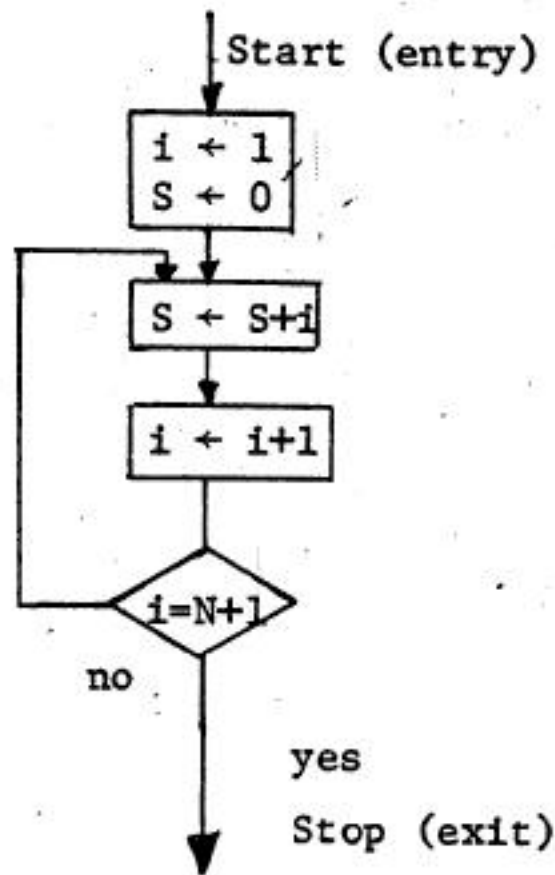 Start (entry)
i ← 1
S ← 0
S ← S+i
i ← i+1
i=N+1
no
yes
Stop (exit)